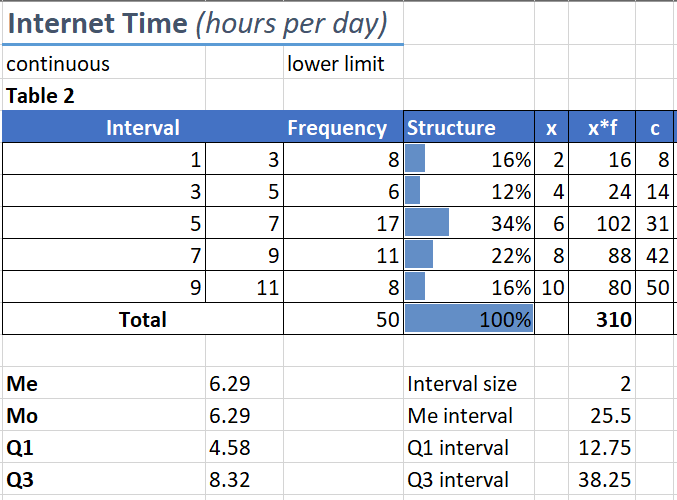 Internet Time (hours per day)
continuous lower limit
Table 2
Interval Frequency Structure x x*f c
1 3 8 16% 2 16 8
3 5 6 12% 4 24 14
5 7 17 34% 6 102 31
7 9 11 22% 8 88 42
9 11 8 16% 10 80 50
Total 50 100% 310
Me 6.29 Interval size 2
Mo 6.29 Me interval 25.5
Q1 4.58 Q1 interval 12.75
Q3 8.32 Q3 interval 38.25